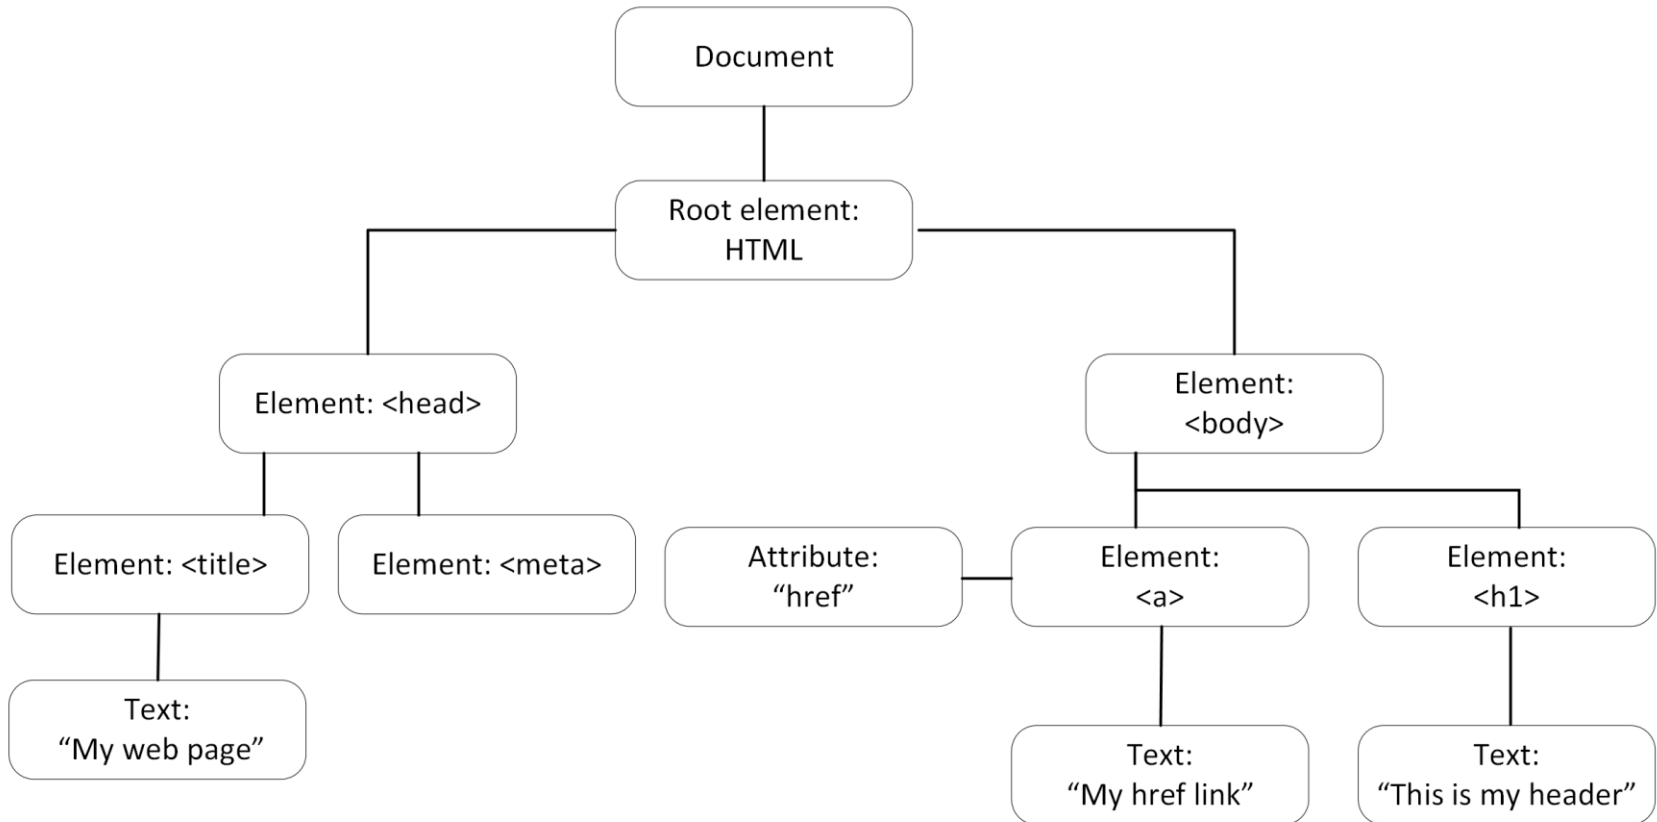 Document
Root element:
HTML
Element: <head>
Element:
<body>
Element: <title>
Element: <meta>
Attribute:
“href”
Element:
<a>
Element:
<h1>
Text:
“My web page”
Text:
“My href link”
Text:
“This is my header”